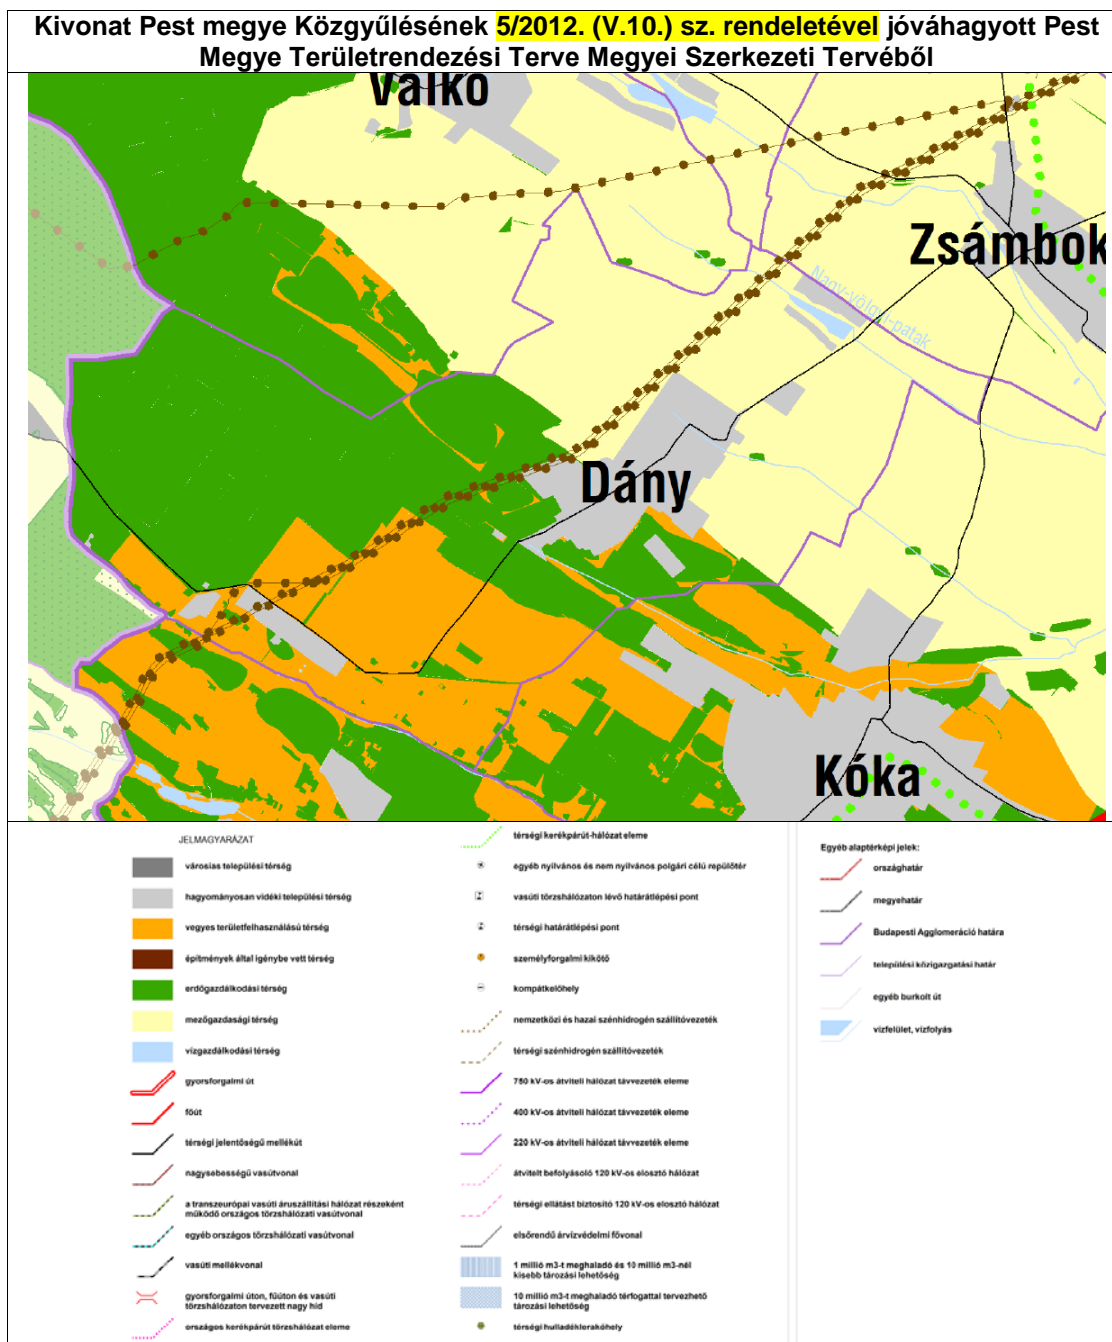 Kivonat Pest megye Közgyűlésének 5/2012. (V.10.) sz. rendeletével jóváhagyott Pest
Megye Területrendezési Terve Megyei Szerkezeti Tervéből
Valkó
Zsámbok
Nagy-völgyi-patak
Dány
Kóka
JELMAGYARÁZAT
városias települési térség
hagyományosan vidéki települési térség
vegyes területfelhasználású térség
építmények által igénybe vett térség
erdőgazdálkodási térség
mezőgazdasági térség
vízgazdálkodási térség
gyorsforgalmi út
főút
térségi jelentőségű mellékút
nagysebességű vasútvonal
a transzeurópai vasúti áruszállítási hálózat részeként
működő országos törzshálózati vasútvonal
egyéb országos törzshálózati vasútvonal
vasúti mellékvonal
gyorsforgalmi úton, főúton és vasúti
törzshálózaton tervezett nagy híd
országos kerékpárút törzshálózat eleme
térségi kerékpárút-hálózat eleme
egyéb nyilvános és nem nyilvános polgári célú repülőtér
vasúti törzshálózaton lévő határátlépési pont
térségi határátlépési pont
személyforgalmi kikötő
kompátkelőhely
nemzetközi és hazai szénhidrogén szállítóvezeték
térségi szénhidrogén szállítóvezeték
750 kV-os átviteli hálózat távvezeték eleme
400 kV-os átviteli hálózat távvezeték eleme
220 kV-os átviteli hálózat távvezeték eleme
átvitelt befolyásoló 120 kV-os elosztó hálózat
térségi ellátást biztosító 120 kV-os elosztó hálózat
elsőrendű árvízvédelmi fővonal
1 millió m3-t meghaladó és 10 millió m3-nél
kisebb tározási lehetőség
10 millió m3-t meghaladó térfogattal tervezhető
tározási lehetőség
térségi hulladéklerakóhely
Egyéb alaptérképi jelek:
országhatár
megyehatár
Budapesti Agglomeráció határa
települési közigazgatási határ
egyéb burkolt út
vízfelület, vízfolyás